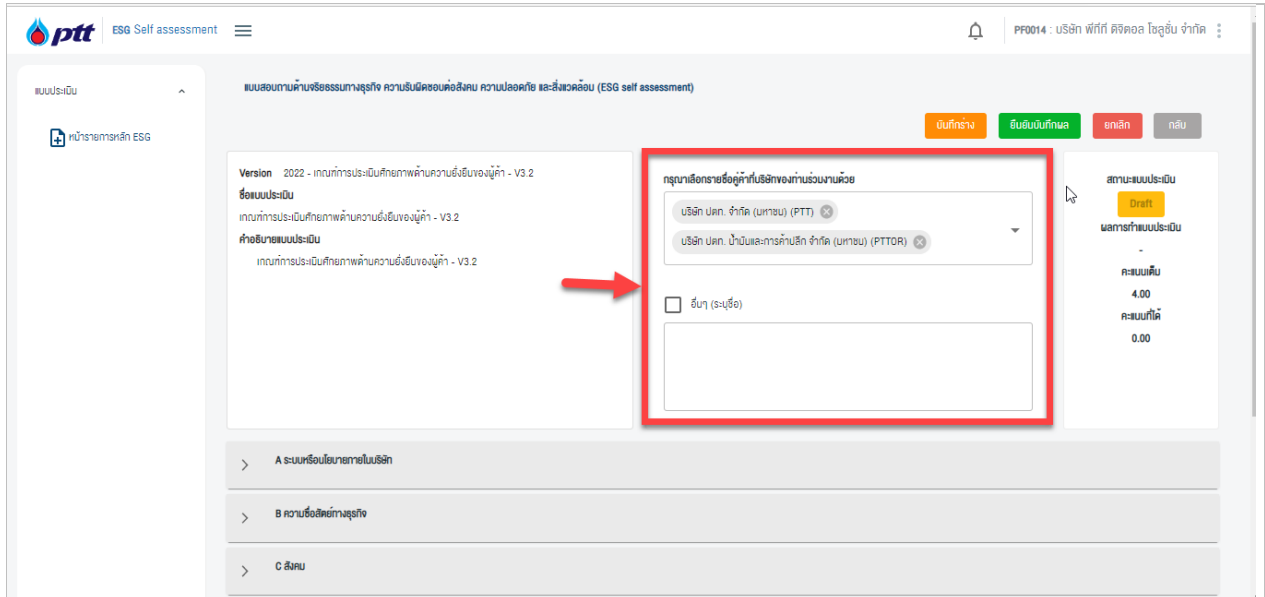 ptt ESG Self assessment
PF0014 : บริษัท พีทีที ดิจิตอล โซลูชั่น จำกัด
แบบประเมิน
หน้ารายการหลัก ESG
แบบสอบถามด้านจริยธรรมทางธุรกิจ ความรับผิดชอบต่อสังคม ความปลอดภัย และสิ่งแวดล้อม (ESG self assessment)
บันทึกร่าง ยืนยันบันทึกผล ยกเลิก กลับ
Version 2022 - เกณฑ์การประเมินศักยภาพด้านความยั่งยืนของผู้ค้า - V3.2
ชื่อแบบประเมิน
เกณฑ์การประเมินศักยภาพด้านความยั่งยืนของผู้ค้า - V3.2
คำอธิบายแบบประเมิน
เกณฑ์การประเมินศักยภาพด้านความยั่งยืนของผู้ค้า - V3.2
กรุณาเลือกรายชื่อคู่ค้าที่บริษัทของท่านร่วมงานด้วย
บริษัท ปตท. จำกัด (มหาชน) (PTT)
บริษัท ปตท. น้ำมันและการค้าปลีก จำกัด (มหาชน) (PTTOR)
อื่นๆ (ระบุชื่อ)
สถานะแบบประเมิน
Draft
ผลการทำแบบประเมิน
-
คะแนนเต็ม
4.00
คะแนนที่ได้
0.00
A ระบบหรือนโยบายภายในบริษัท
B ความซื่อสัตย์ทางธุรกิจ
C สังคม